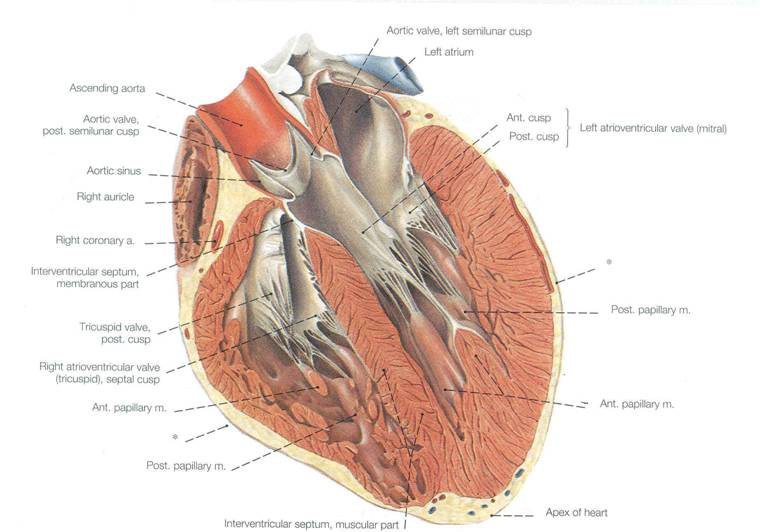 Aortic valve, left semilunar cusp
Left atrium
Ascending aorta
Aortic valve,
post. semilunar cusp
Aortic sinus
Right auricle
Right coronary a.
Interventricular septum,
membranous part
Tricuspid valve,
post. cusp
Right atrioventricular valve
(tricuspid), septal cusp
Ant. papillary m.
*
Post. papillary m.
Interventricular septum, muscular part
Ant. cusp
Post. cusp
Left atrioventricular valve (mitral)
*
Post. papillary m.
Ant. papillary m.
Apex of heart